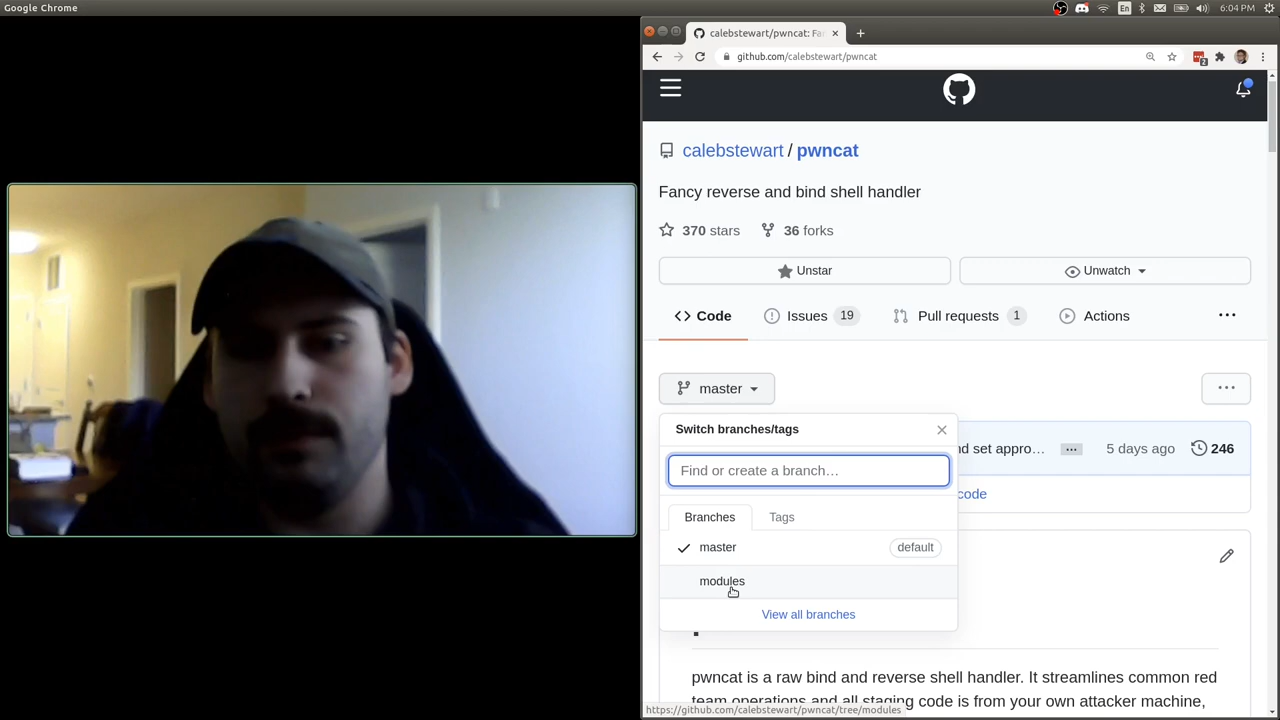 Google Chrome
En
6:04 PM
calebstewart/pwncat: Fa
github.com/calebstewart/pwncat
2
calebstewart / pwncat
Fancy reverse and bind shell handler
370 stars
36 forks
Unstar
Unwatch
Code
Issues 19
Pull requests 1
Actions
master
Switch branches/tags
Find or create a branch…
nd set appro…
5 days ago
246
code
Branches
Tags
master
default
modules
View all branches
pwncat is a raw bind and reverse shell handler. It streamlines common red
team operations and all staging code is from your own attacker machine,
https://github.com/calebstewart/pwncat/tree/modules